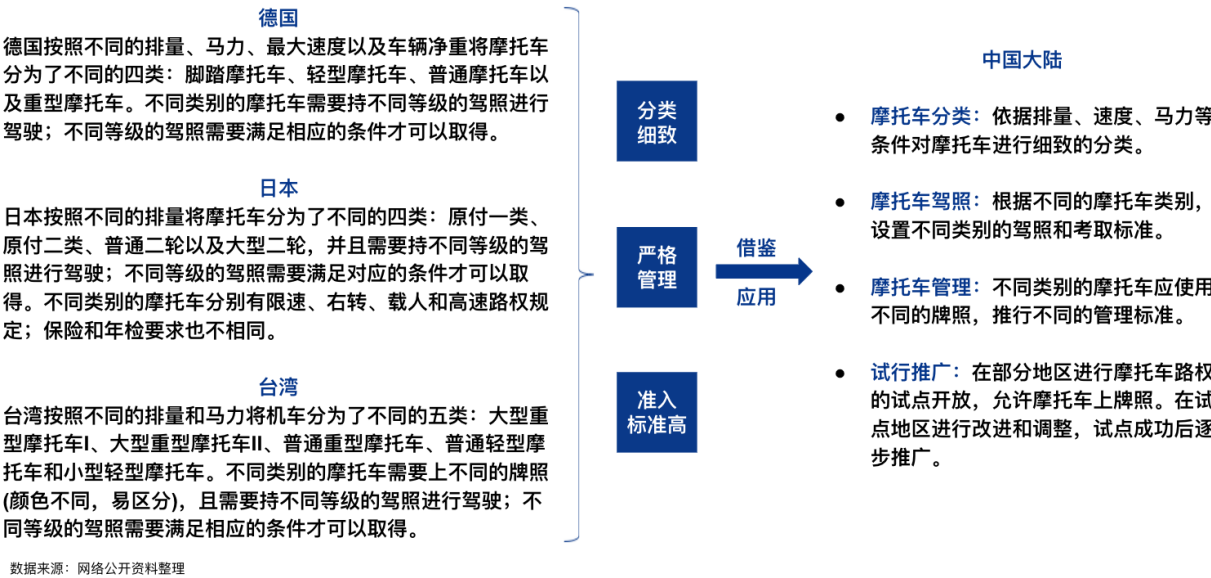 德国
德国按照不同的排量、马力、最大速度以及车辆净重将摩托车
分为了不同的四类：脚踏摩托车、轻型摩托车、普通摩托车以
及重型摩托车。不同类别的摩托车需要持不同等级的驾照进行
驾驶；不同等级的驾照需要满足相应的条件才可以取得。
日本
日本按照不同的排量将摩托车分为了不同的四类：原付一类、
原付二类、普通二轮以及大型二轮，并且需要持不同等级的驾
照进行驾驶；不同等级的驾照需要满足对应的条件才可以取
得。不同类别的摩托车分别有限速、右转、载人和高速路权规
定；保险和年检要求也不相同。
台湾
台湾按照不同的排量和马力将机车分为了不同的五类：大型重
型摩托车I、大型重型摩托车II、普通重型摩托车、普通轻型摩
托车和小型轻型摩托车。不同类别的摩托车需要上不同的牌照
(颜色不同，易区分)，且需要持不同等级的驾照进行驾驶；不
同等级的驾照需要满足相应的条件才可以取得。
数据来源：网络公开资料整理
分类
细致
严格
管理
准入
标准高
借鉴
应用
中国大陆
● 摩托车分类：依据排量、速度、马力等
条件对摩托车进行细致的分类。
● 摩托车驾照：根据不同的摩托车类别，
设置不同类别的驾照和考取标准。
● 摩托车管理：不同类别的摩托车应使用
不同的牌照，推行不同的管理标准。
● 试行推广：在部分地区进行摩托车路权
的试点开放，允许摩托车上牌照。在试
点地区进行改进和调整，试点成功后逐
步推广。